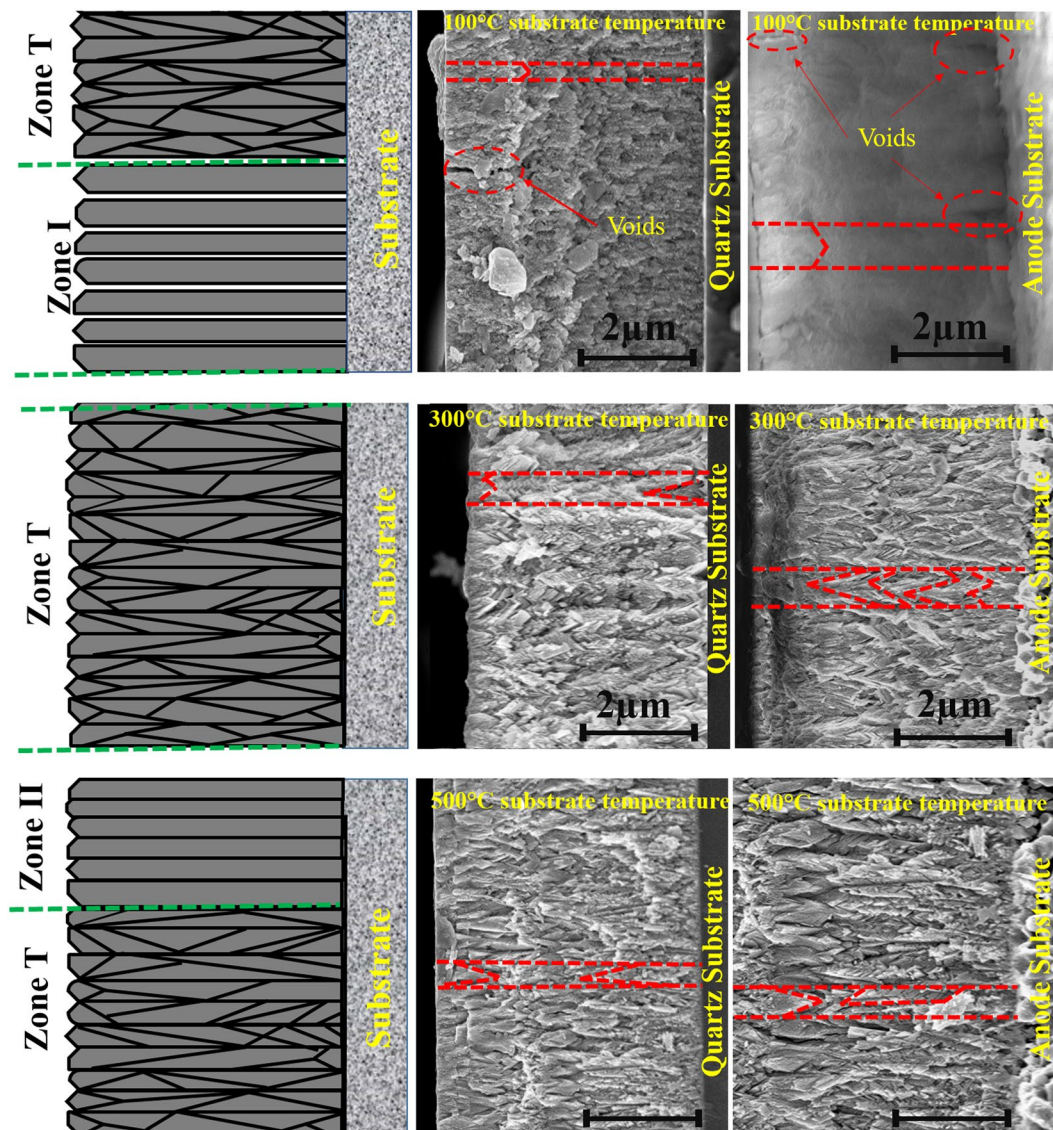 Zone T
Zone I
Substrate
100°C substrate temperature
Voids
Quartz Substrate
2µm
100°C substrate temperature
Voids
Anode Substrate
2µm
Zone T
Substrate
300°C substrate temperature
Quartz Substrate
2µm
300°C substrate temperature
Anode Substrate
2µm
Zone II
Zone T
Substrate
500°C substrate temperature
Quartz Substrate
500°C substrate temperature
Anode Substrate